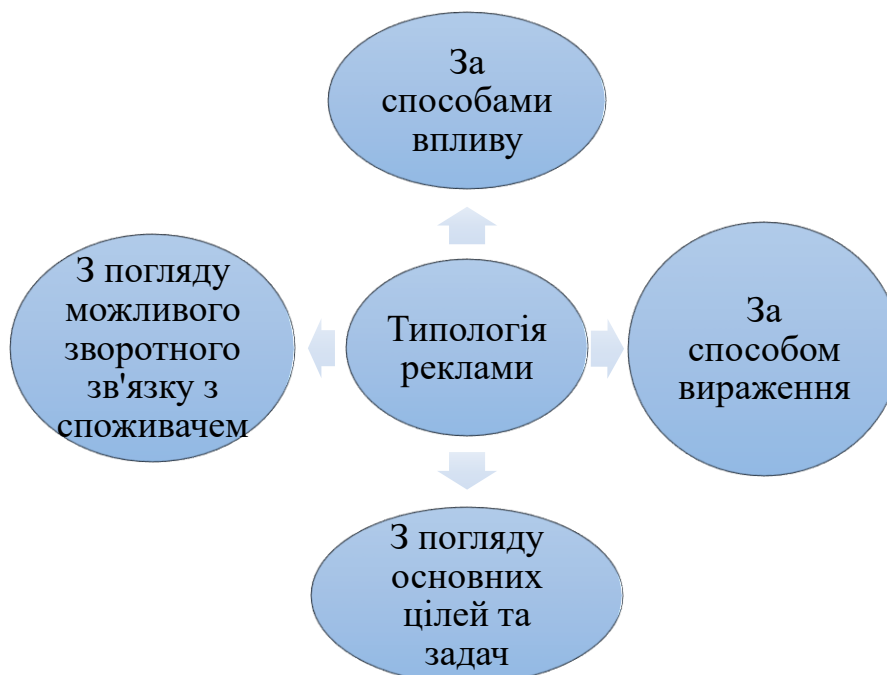 За
способами
впливу
З погляду
можливого
зворотного
зв'язку з
споживачем
Типологія
реклами
За
способом
вираження
З погляду
основних
цілей та
задач